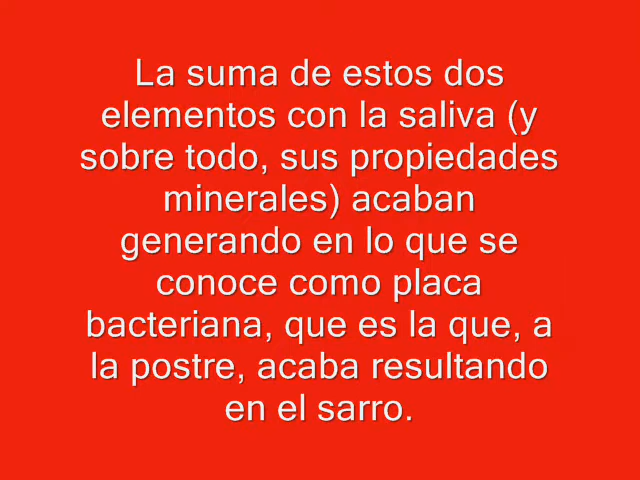 La suma de estos dos
elementos con la saliva (y
sobre todo, sus propiedades
minerales) acaban
generando en lo que se
conoce como placa
bacteriana, que es la que, a
la postre, acaba resultando
en el sarro.